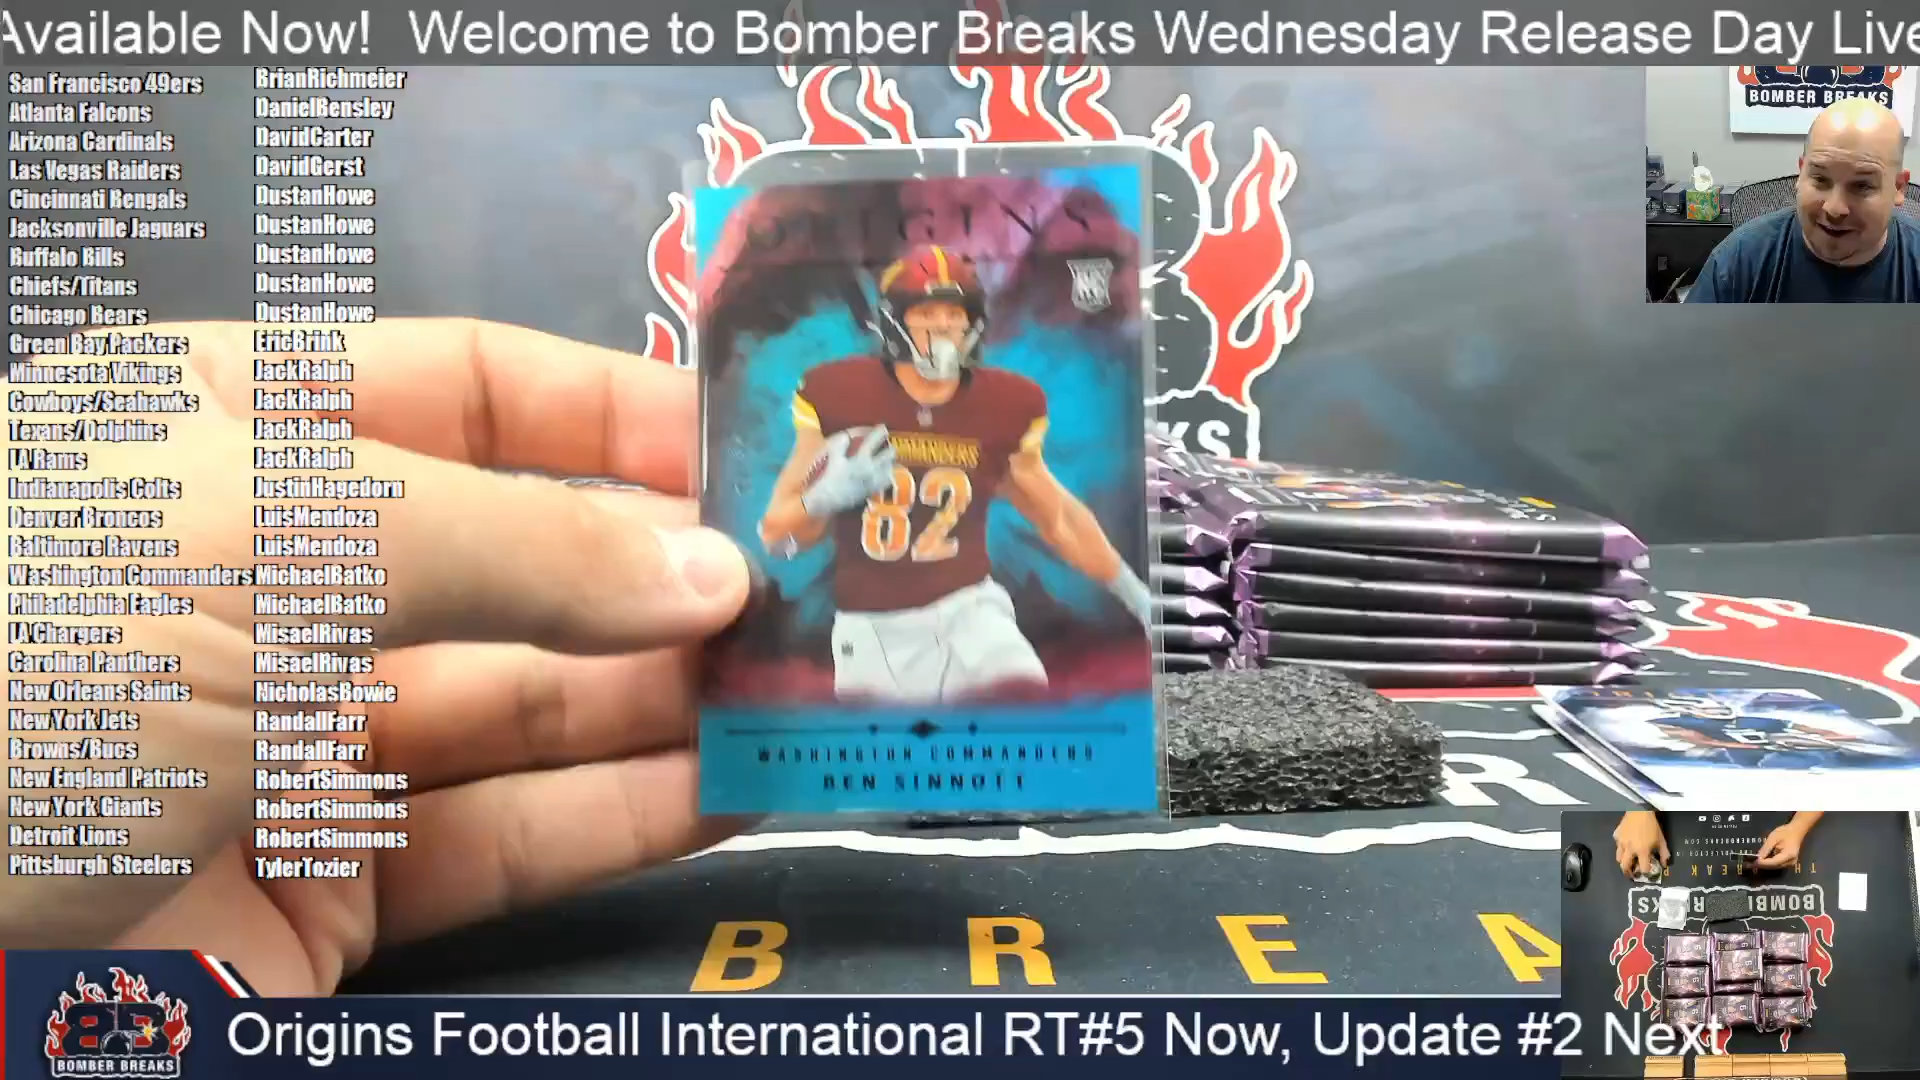 Available Now!  Welcome to Bomber Breaks Wednesday Release Day Live
San Francisco 49ers BrianRichmeier
Atlanta Falcons DanielBensley
Arizona Cardinals DavidCarter
Las Vegas Raiders DavidGerst
Cincinnati Bengals DustanHowe
Jacksonville Jaguars DustanHowe
Buffalo Bills DustanHowe
Chiefs/Titans DustanHowe
Chicago Bears DustanHowe
Green Bay Packers EricBrink
Minnesota Vikings JackRalph
Cowboys/Seahawks JackRalph
Texans/Dolphins JackRalph
LA Rams JackRalph
Indianapolis Colts JustinHagedorn
Denver Broncos LuisMendoza
Baltimore Ravens LuisMendoza
Washington Commanders MichaelBatko
Philadelphia Eagles MichaelBatko
LA Chargers MisaelRivas
Carolina Panthers MisaelRivas
New Orleans Saints NicholasBowie
New York Jets RandallFarr
Browns/Bucs RandallFarr
New England Patriots RobertSimmons
New York Giants RobertSimmons
Detroit Lions RobertSimmons
Pittsburgh Steelers TylerTozier
BOMBER BREAKS
ORIGINS
COMMANDERS
82
WASHINGTON COMMANDERS
BEN SINNOTT
KS
R
B R E A
BOMBER BREAKS
Origins Football International RT#5 Now, Update #2 Next